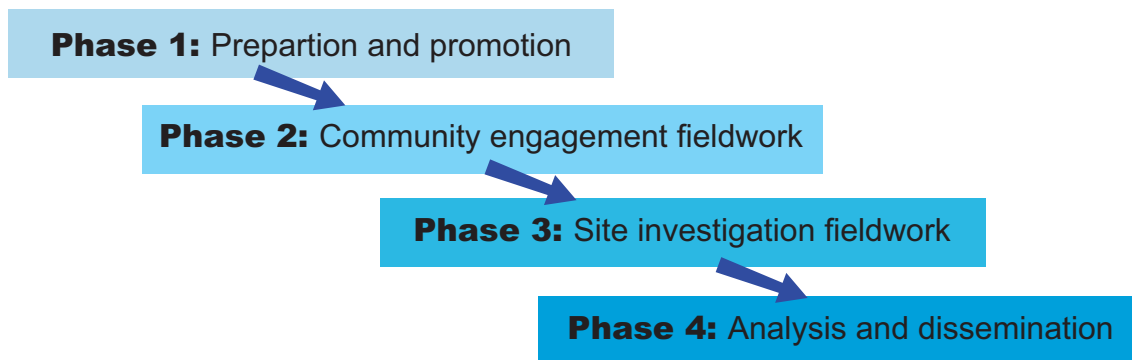 Phase 1: Prepartion and promotion
Phase 2: Community engagement fieldwork
Phase 3: Site investigation fieldwork
Phase 4: Analysis and dissemination